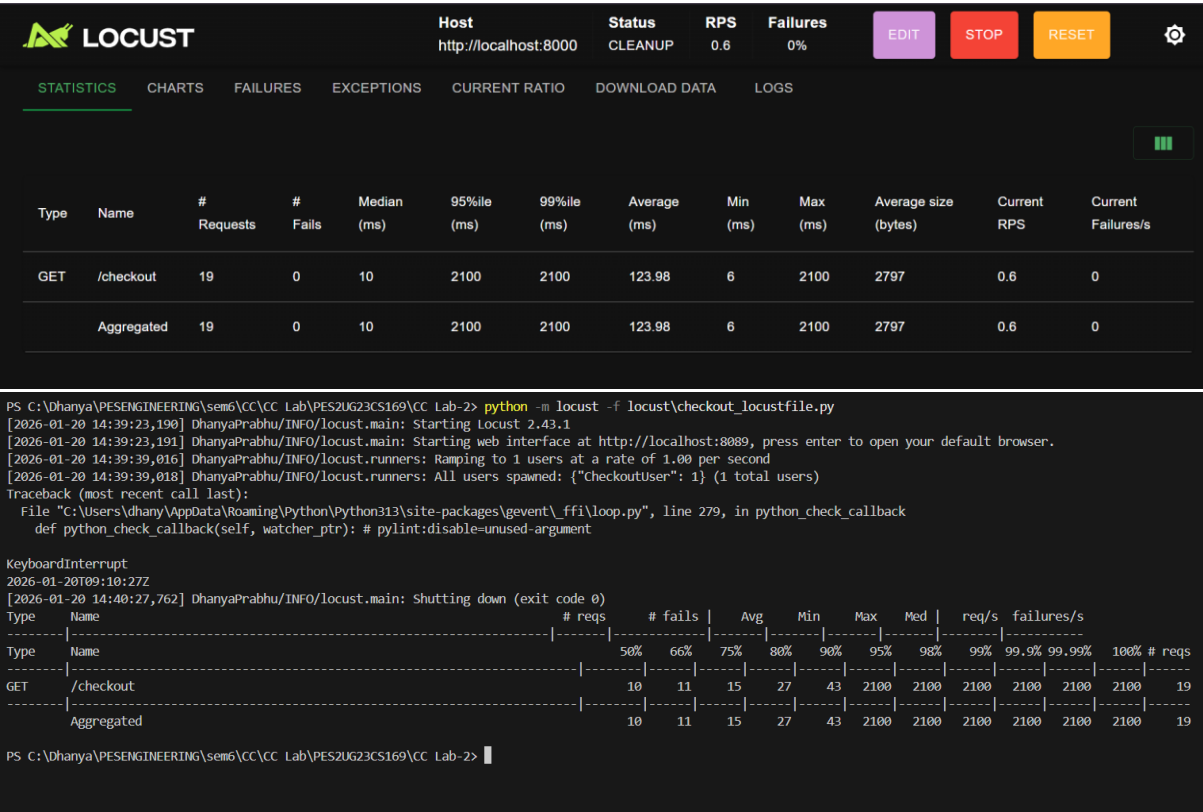 LOCUST
Host Status RPS Failures
http://localhost:8000 CLEANUP 0.6 0%
EDIT STOP RESET
STATISTICS CHARTS FAILURES EXCEPTIONS CURRENT RATIO DOWNLOAD DATA LOGS
Type Name # Requests # Fails Median (ms) 95%ile (ms) 99%ile (ms) Average (ms) Min (ms) Max (ms) Average size (bytes) Current RPS Current Failures/s
GET /checkout 19 0 10 2100 2100 123.98 6 2100 2797 0.6 0
Aggregated 19 0 10 2100 2100 123.98 6 2100 2797 0.6 0
PS C:\Dhanya\PESENGINEERING\sem6\CC\CC Lab\PES2UG23CS169\CC Lab-2> python -m locust -f locust\checkout_locustfile.py
[2026-01-20 14:39:23,190] DhanyaPrabhu/INFO/locust.main: Starting Locust 2.43.1
[2026-01-20 14:39:23,191] DhanyaPrabhu/INFO/locust.main: Starting web interface at http://localhost:8089, press enter to open your default browser.
[2026-01-20 14:39:39,016] DhanyaPrabhu/INFO/locust.runners: Ramping to 1 users at a rate of 1.00 per second
[2026-01-20 14:39:39,018] DhanyaPrabhu/INFO/locust.runners: All users spawned: {"CheckoutUser": 1} (1 total users)
Traceback (most recent call last):
File "C:\Users\dhany\AppData\Roaming\Python\Python313\site-packages\gevent\_ffi\loop.py", line 279, in python_check_callback
def python_check_callback(self, watcher_ptr): # pylint:disable=unused-argument
KeyboardInterrupt
2026-01-20T09:10:27Z
[2026-01-20 14:40:27,762] DhanyaPrabhu/INFO/locust.main: Shutting down (exit code 0)
Type Name # reqs # fails | Avg Min Max Med | req/s failures/s
--------|----------------------------------------------------------------------|-------|-------------|-------|-------|-------|-------|--------|-----------
Type Name 50% 66% 75% 80% 90% 95% 98% 99% 99.9% 99.99% 100% # reqs
--------|----------------------------------------------------------------------|--------|------|------|------|------|------|------|------|------|------|------|------
GET /checkout 10 11 15 27 43 2100 2100 2100 2100 2100 2100 19
--------|----------------------------------------------------------------------|--------|------|------|------|------|------|------|------|------|------|------|------
Aggregated 10 11 15 27 43 2100 2100 2100 2100 2100 2100 19
PS C:\Dhanya\PESENGINEERING\sem6\CC\CC Lab\PES2UG23CS169\CC Lab-2>